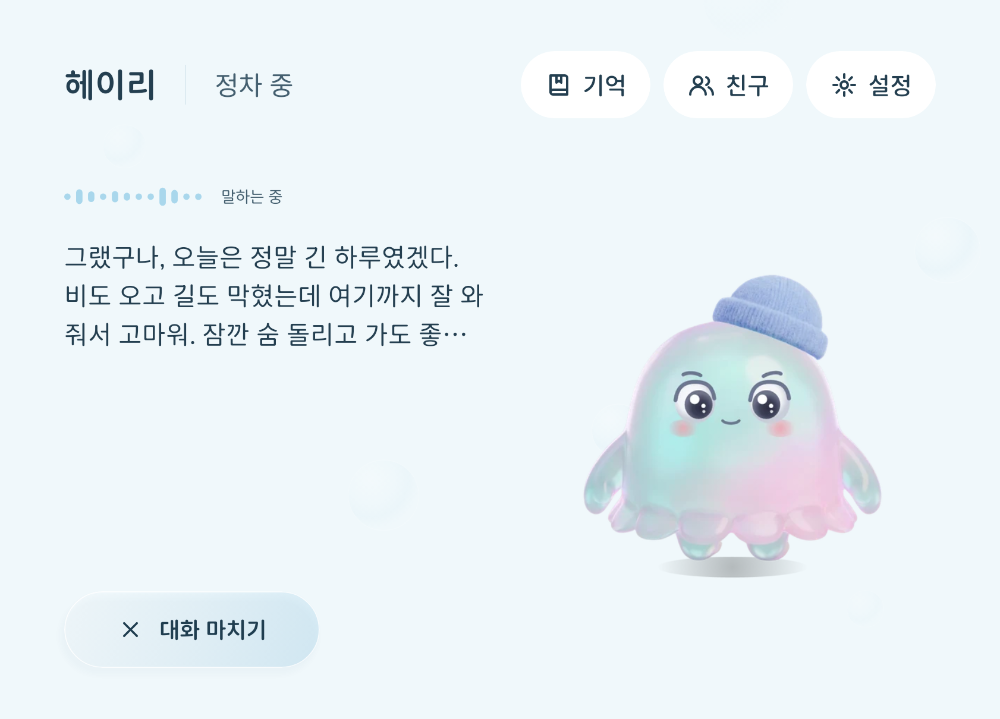 헤이리
정차 중
기억
친구
설정
말하는 중
그랬구나, 오늘은 정말 긴 하루였겠다.
비도 오고 길도 막혔는데 여기까지 잘 와
줘서 고마워. 잠깐 숨 돌리고 가도 좋⋯
대화 마치기